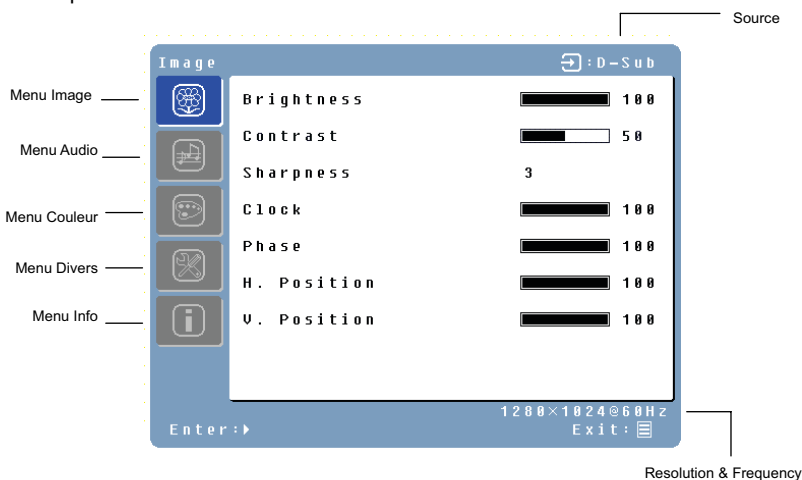 Source
Image :D-Sub
Menu Image
Menu Audio
Menu Couleur
Menu Divers
Menu Info
Brightness 100
Contrast 50
Sharpness 3
Clock 100
Phase 100
H. Position 100
V. Position 100
1280×1024@60Hz
Enter: Exit:
Resolution & Frequency